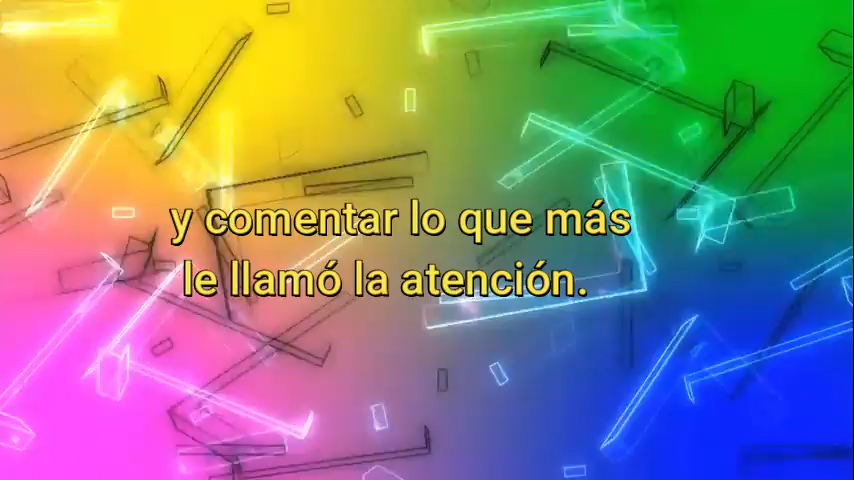 y comentar lo que más
le llamó la atención.